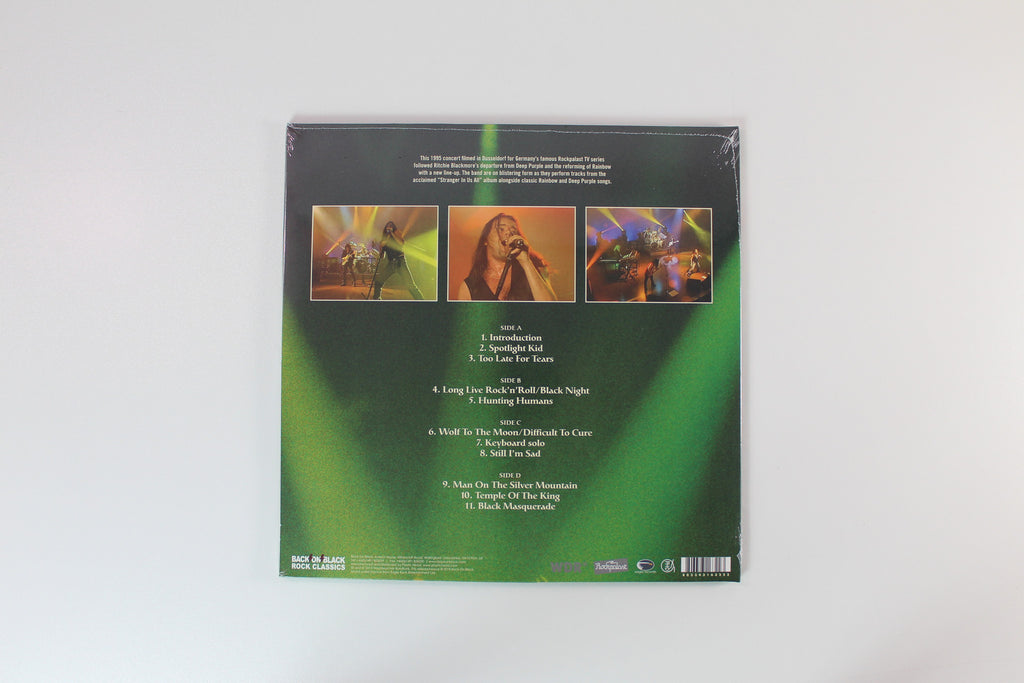 This 1995 concert filmed in Dusseldorf for Germany's famous Rockpalast TV series
followed Ritchie Blackmore's departure from Deep Purple and the reforming of Rainbow
with a new line-up. The band are on blistering form as they perform tracks from the
acclaimed "Stranger In Us All" album alongside classic Rainbow and Deep Purple songs.
SIDE A
1. Introduction
2. Spotlight Kid
3. Too Late For Tears
SIDE B
4. Long Live Rock'n'Roll/Black Night
5. Hunting Humans
SIDE C
6. Wolf To The Moon/Difficult To Cure
7. Keyboard solo
8. Still I'm Sad
SIDE D
9. Man On The Silver Mountain
10. Temple Of The King
11. Black Masquerade
BACK ON BLACK
ROCK CLASSICS
Rockpalast